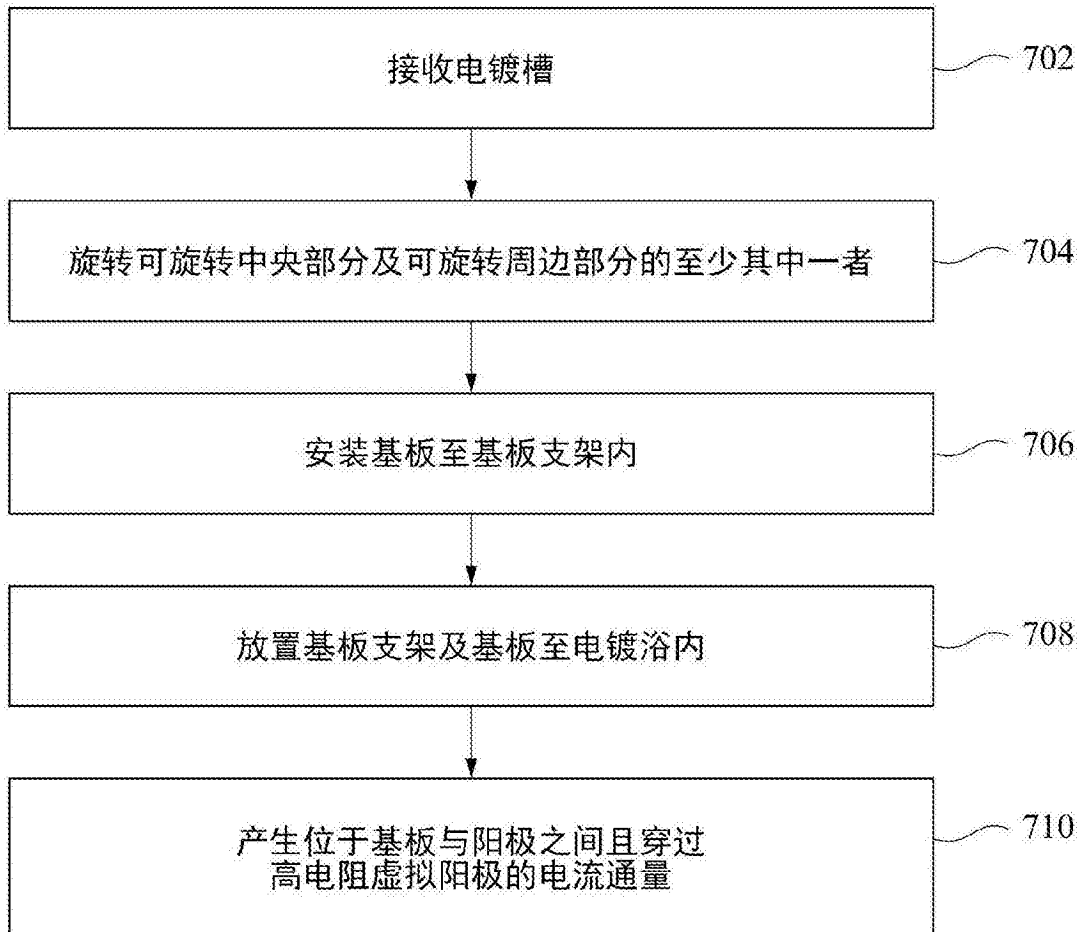 接收电镀槽
702
旋转可旋转中央部分及可旋转周边部分的至少其中一者
704
安装基板至基板支架内
706
放置基板支架及基板至电镀浴内
708
产生位于基板与阳极之间且穿过
高电阻虚拟阳极的电流通量
710